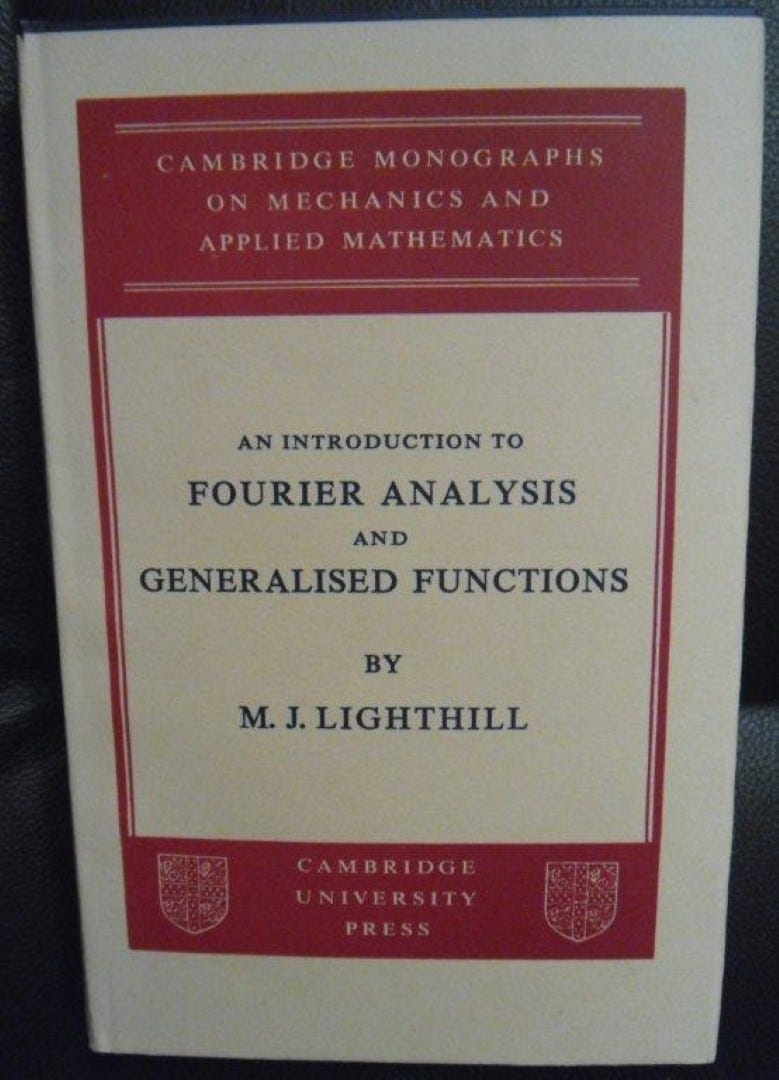 CAMBRIDGE MONOGRAPHS
ON MECHANICS AND
APPLIED MATHEMATICS
AN INTRODUCTION TO
FOURIER ANALYSIS
AND
GENERALISED FUNCTIONS
BY
M. J. LIGHTHILL
CAMBRIDGE
UNIVERSITY
PRESS